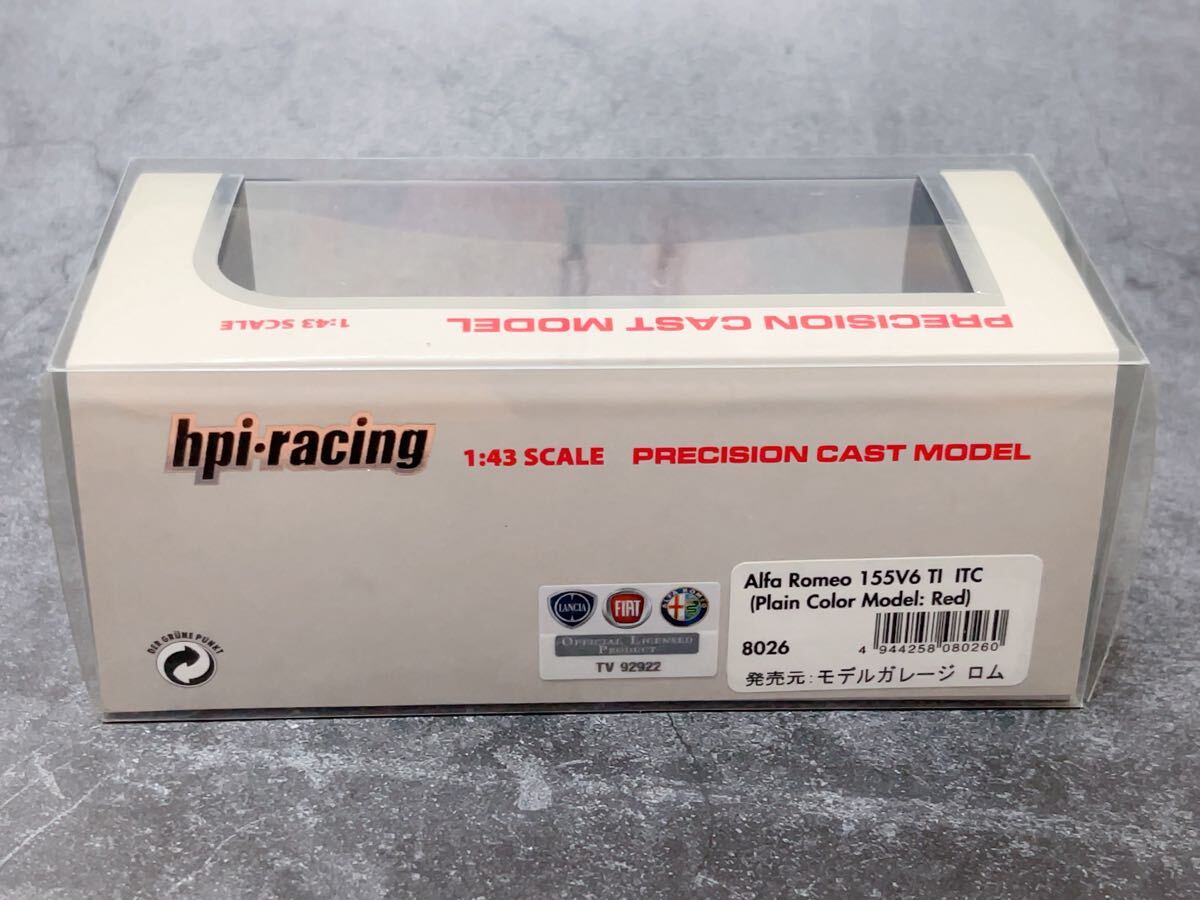 PRECISION CAST MODEL
1:43 SCALE
hpi·racing
1:43 SCALE PRECISION CAST MODEL
DER GRÜNE PUNKT
LANCIA
FIAT
ALFA ROMEO
OFFICIAL LICENSED
PRODUCT
TV 92922
Alfa Romeo 155V6 TI ITC
(Plain Color Model: Red)
8026
4 944258 080260
発売元:モデルガレージ ロム